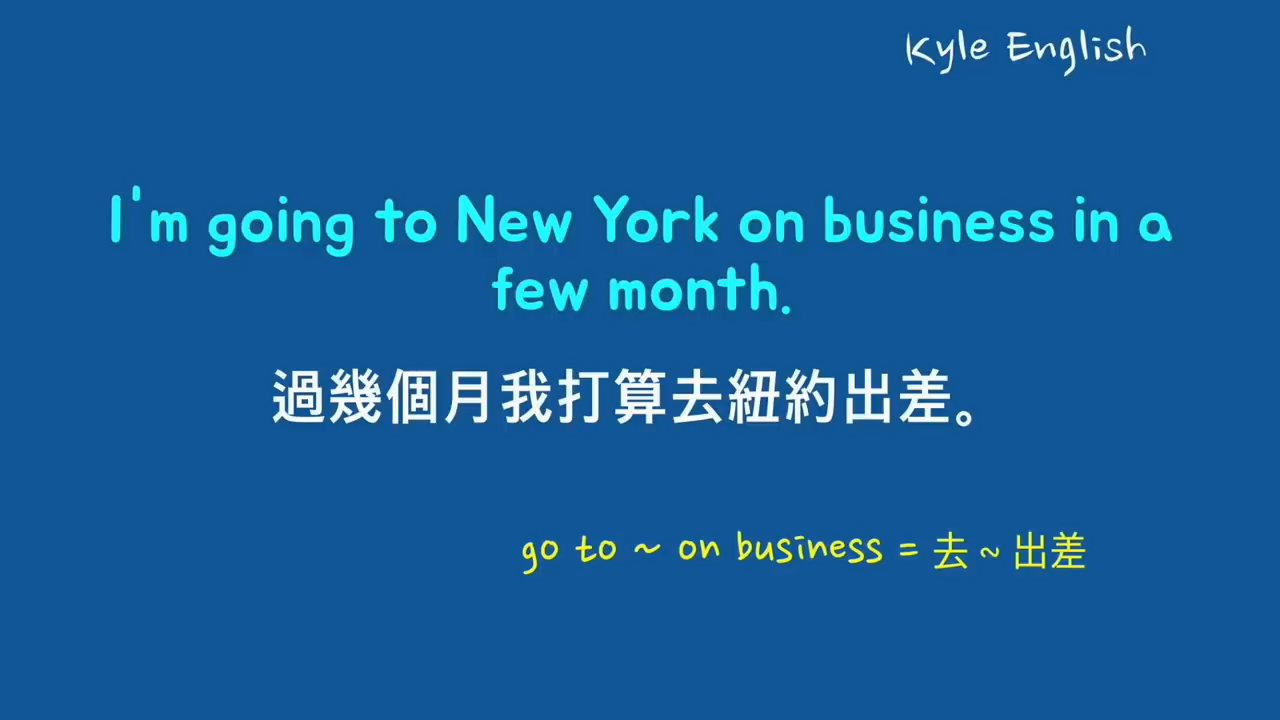 Kyle English
I'm going to New York on business in a
few month.
過幾個月我打算去紐約出差。
go to ~ on business = 去 ~ 出差